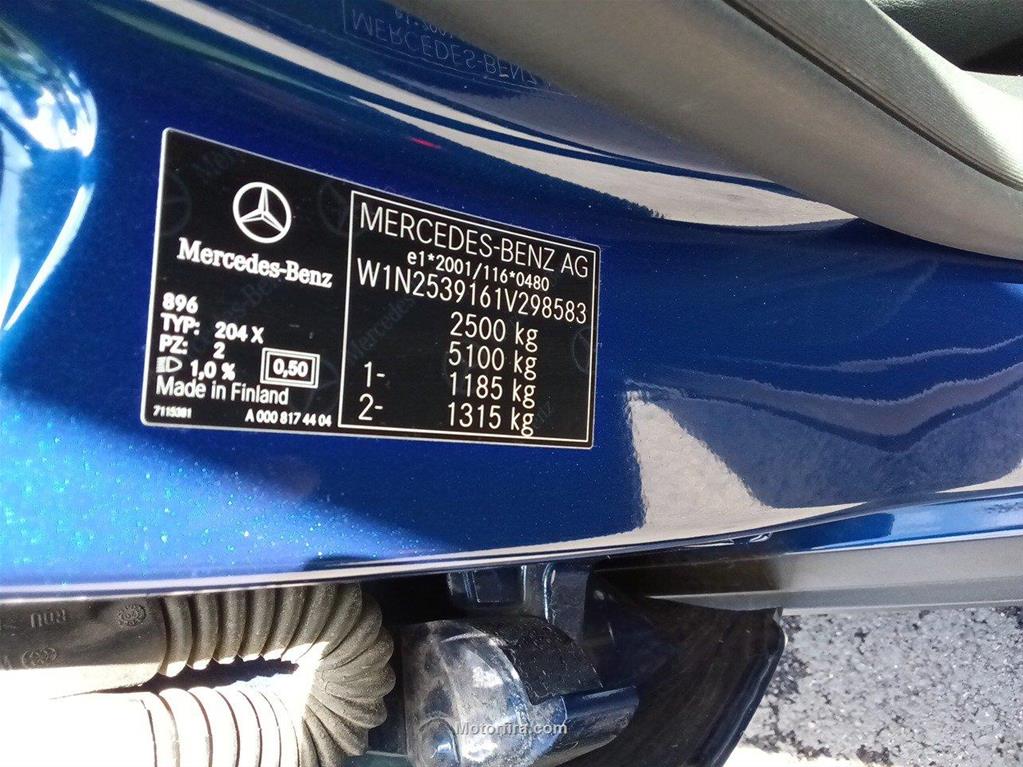 Mercedes-Benz
896
TYP: 204 X
PZ: 2
1,0 %
0,50
Made in Finland
7115381
A 000 817 44 04
MERCEDES-BENZ AG
e1*2001/116*0480
W1N2539161V298583
2500 kg
5100 kg
1- 1185 kg
2- 1315 kg
Motorfira.com